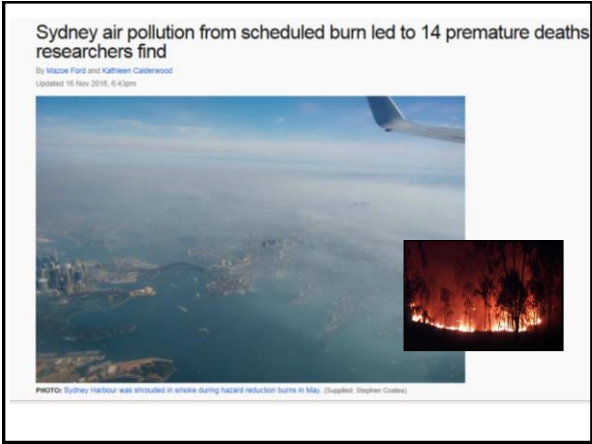 Sydney air pollution from scheduled burn led to 14 premature deaths
researchers find
By Mazoe Ford and Kathleen Calderwood
Updated 16 Nov 2016, 6:43pm
PHOTO: Sydney Harbour was shrouded in smoke during hazard reduction burns in May. (Supplied: Stephen Coates)